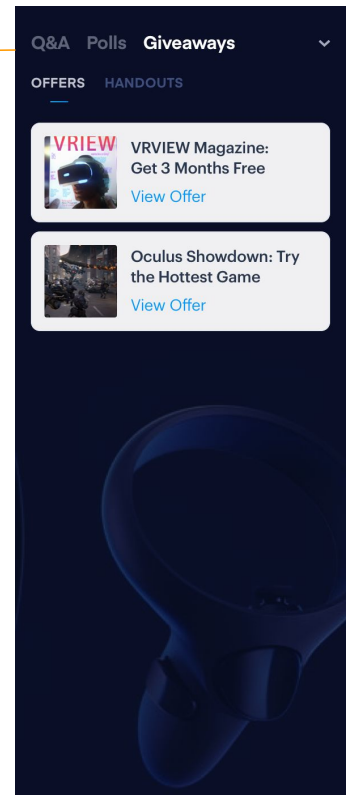 Q&A Polls Giveaways
OFFERS HANDOUTS
VRIEW
VRVIEW Magazine:
Get 3 Months Free
View Offer
Oculus Showdown: Try
the Hottest Game
View Offer